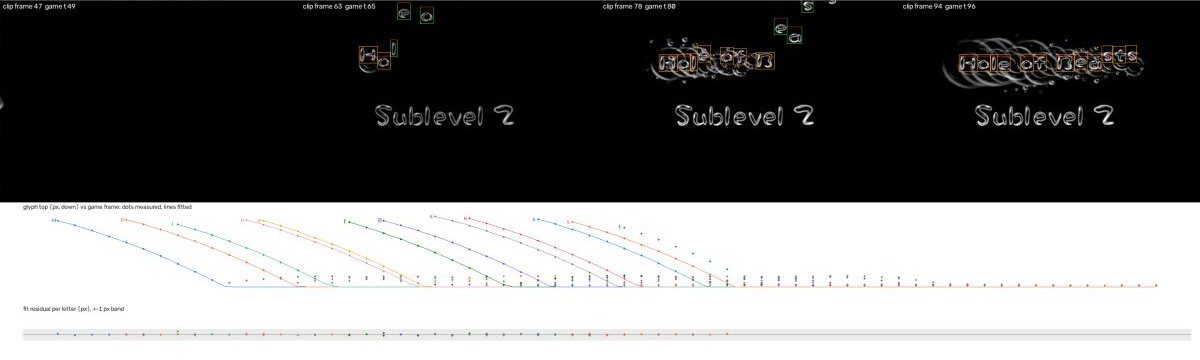 clip frame 47 game t 49
clip frame 63 game t 65
clip frame 78 game t 80
clip frame 94 game t 96
e o
H o l
Sublevel 2
s
e a
Hole of B
Sublevel 2
Hole of Beasts
Sublevel 2
glyph top (px, down) vs game frame: dots measured, lines fitted
H o l o e f B s e a s t
fit residual per letter (px), +-1 px band